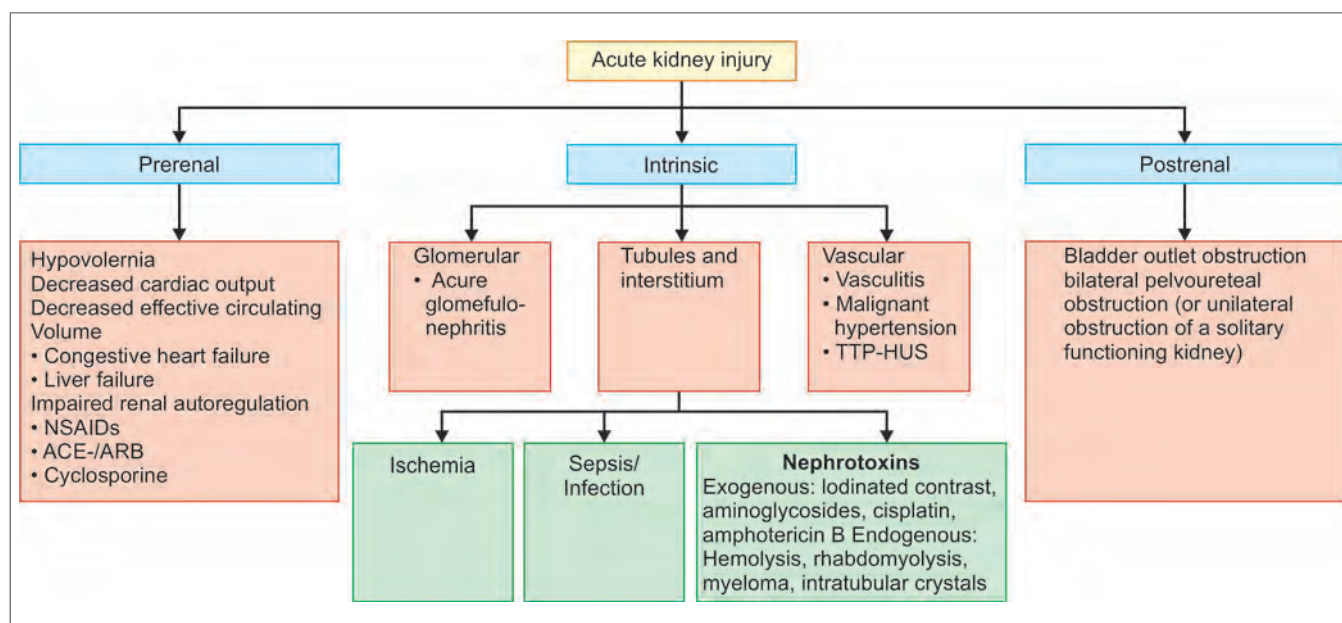 Acute kidney injury
Prerenal
Intrinsic
Postrenal
Hypovolernia
Decreased cardiac output
Decreased effective circulating
Volume
• Congestive heart failure
• Liver failure
Impaired renal autoregulation
• NSAIDs
• ACE-/ARB
• Cyclosporine
Glomerular
• Acure
glomefulo-
nephritis
Tubules and
interstitium
Vascular
• Vasculitis
• Malignant
hypertension
• TTP-HUS
Bladder outlet obstruction
bilateral pelvoureteal
obstruction (or unilateral
obstruction of a solitary
functioning kidney)
Ischemia
Sepsis/
Infection
Nephrotoxins
Exogenous: Iodinated contrast,
aminoglycosides, cisplatin,
amphotericin B Endogenous:
Hemolysis, rhabdomyolysis,
myeloma, intratubular crystals